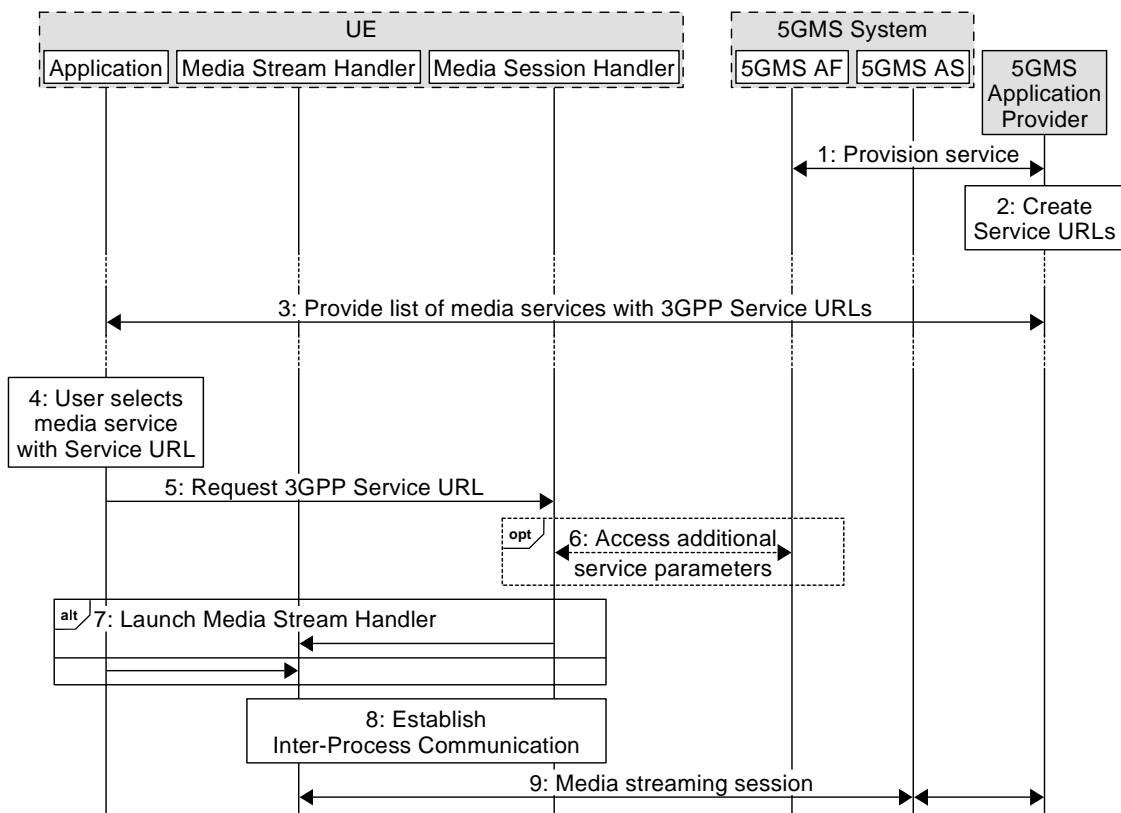 UE
5GMS System
Application
Media Stream Handler
Media Session Handler
5GMS AF
5GMS AS
5GMS
Application
Provider
1: Provision service
2: Create
Service URLs
3: Provide list of media services with 3GPP Service URLs
4: User selects
media service
with Service URL
5: Request 3GPP Service URL
opt
6: Access additional
service parameters
alt
7: Launch Media Stream Handler
8: Establish
Inter-Process Communication
9: Media streaming session